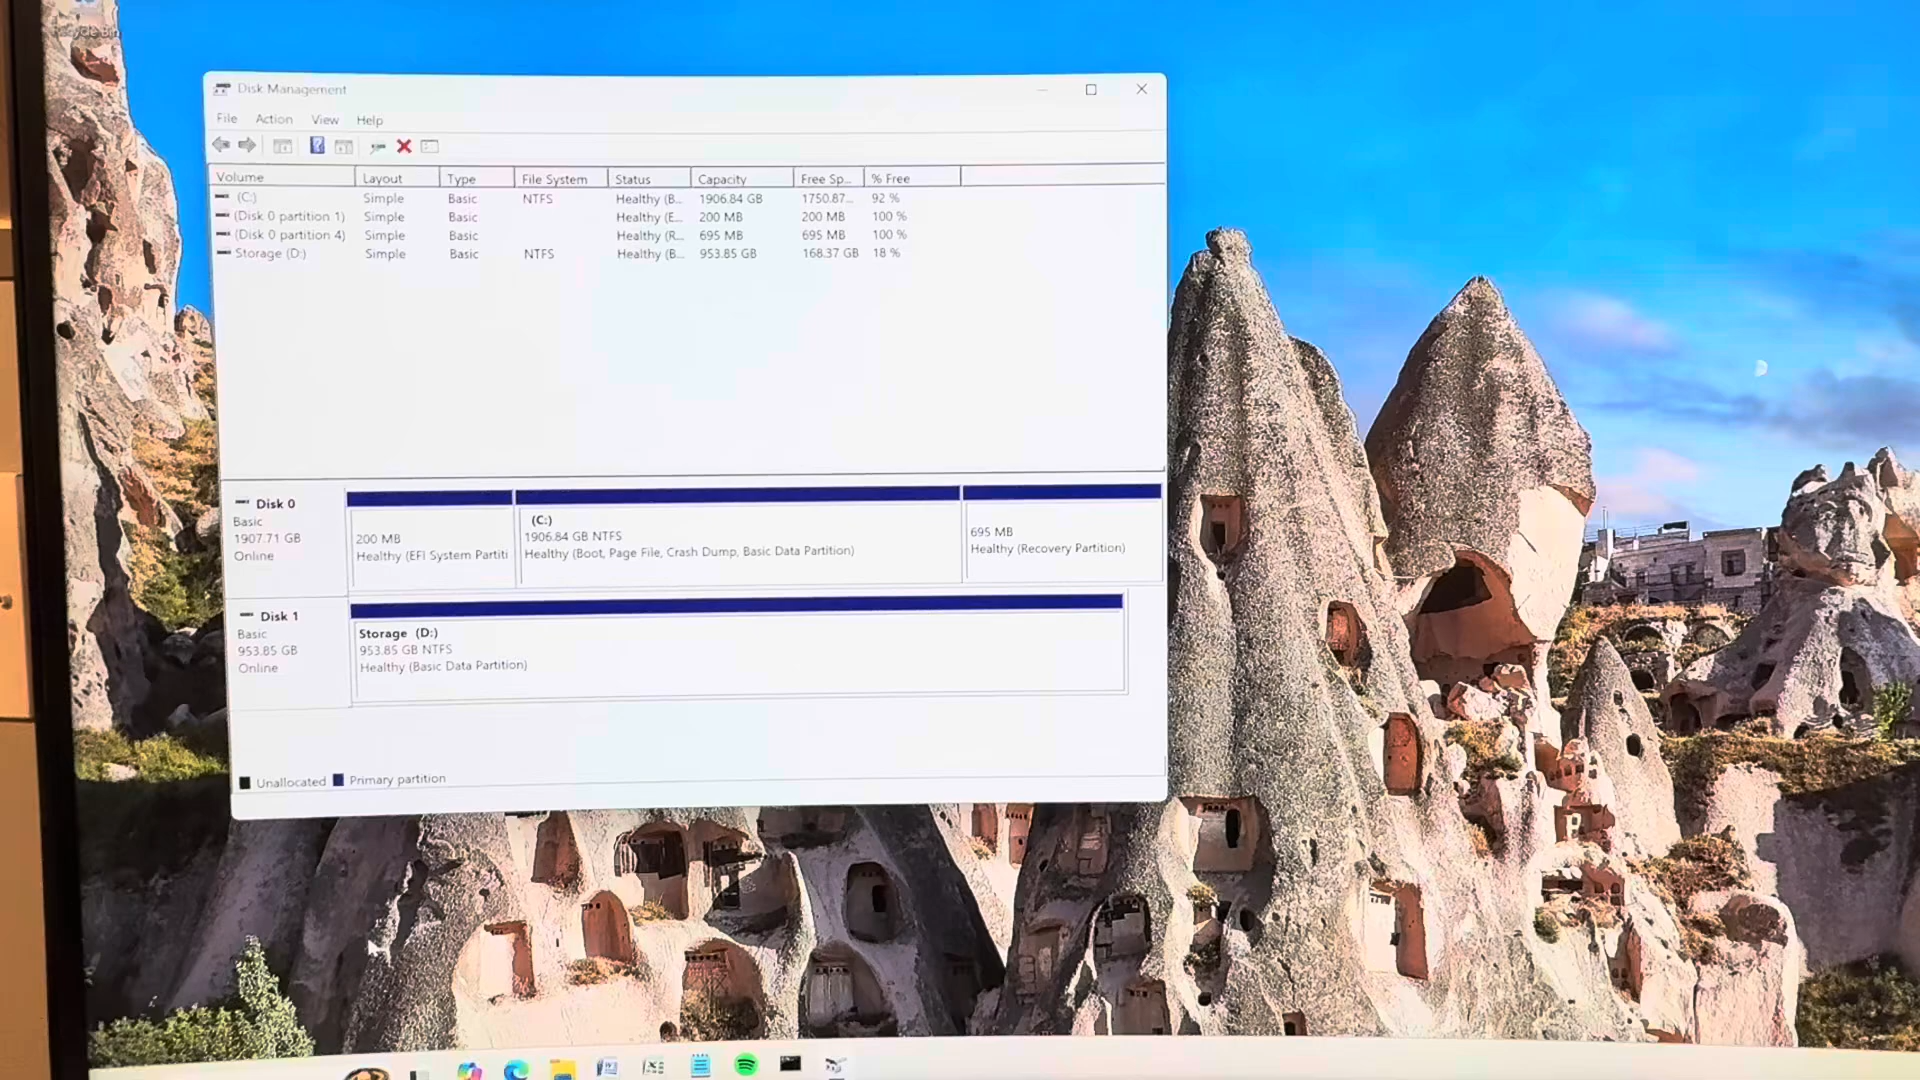 Recycle Bin
Disk Management
File Action View Help
Volume Layout Type File System Status Capacity Free Sp... % Free
(C:) Simple Basic NTFS Healthy (B... 1906.84 GB 1750.87... 92 %
(Disk 0 partition 1) Simple Basic Healthy (E... 200 MB 200 MB 100 %
(Disk 0 partition 4) Simple Basic Healthy (R... 695 MB 695 MB 100 %
Storage (D:) Simple Basic NTFS Healthy (B... 953.85 GB 168.37 GB 18 %
Disk 0
Basic
1907.71 GB
Online
200 MB
Healthy (EFI System Partiti
(C:)
1906.84 GB NTFS
Healthy (Boot, Page File, Crash Dump, Basic Data Partition)
695 MB
Healthy (Recovery Partition)
Disk 1
Basic
953.85 GB
Online
Storage (D:)
953.85 GB NTFS
Healthy (Basic Data Partition)
Unallocated Primary partition